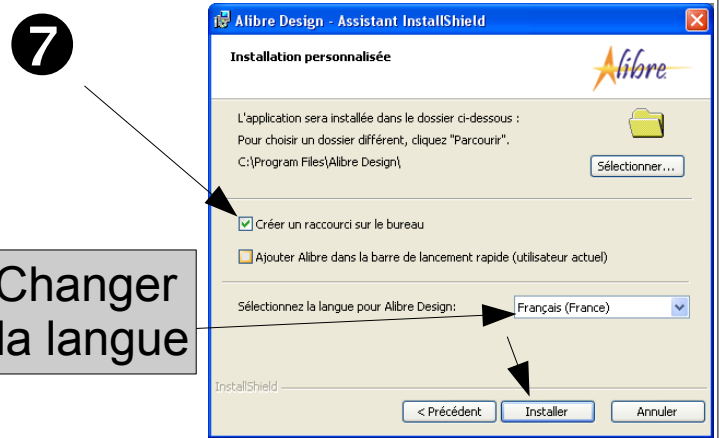 7
Alibre Design - Assistant InstallShield
Installation personnalisée
Alibre
L'application sera installée dans le dossier ci-dessous :
Pour choisir un dossier différent, cliquez "Parcourir".
C:\Program Files\Alibre Design\
Sélectionner...
Créer un raccourci sur le bureau
Ajouter Alibre dans la barre de lancement rapide (utilisateur actuel)
Changer
la langue
Sélectionnez la langue pour Alibre Design:
Français (France)
InstallShield
< Précédent
Installer
Annuler